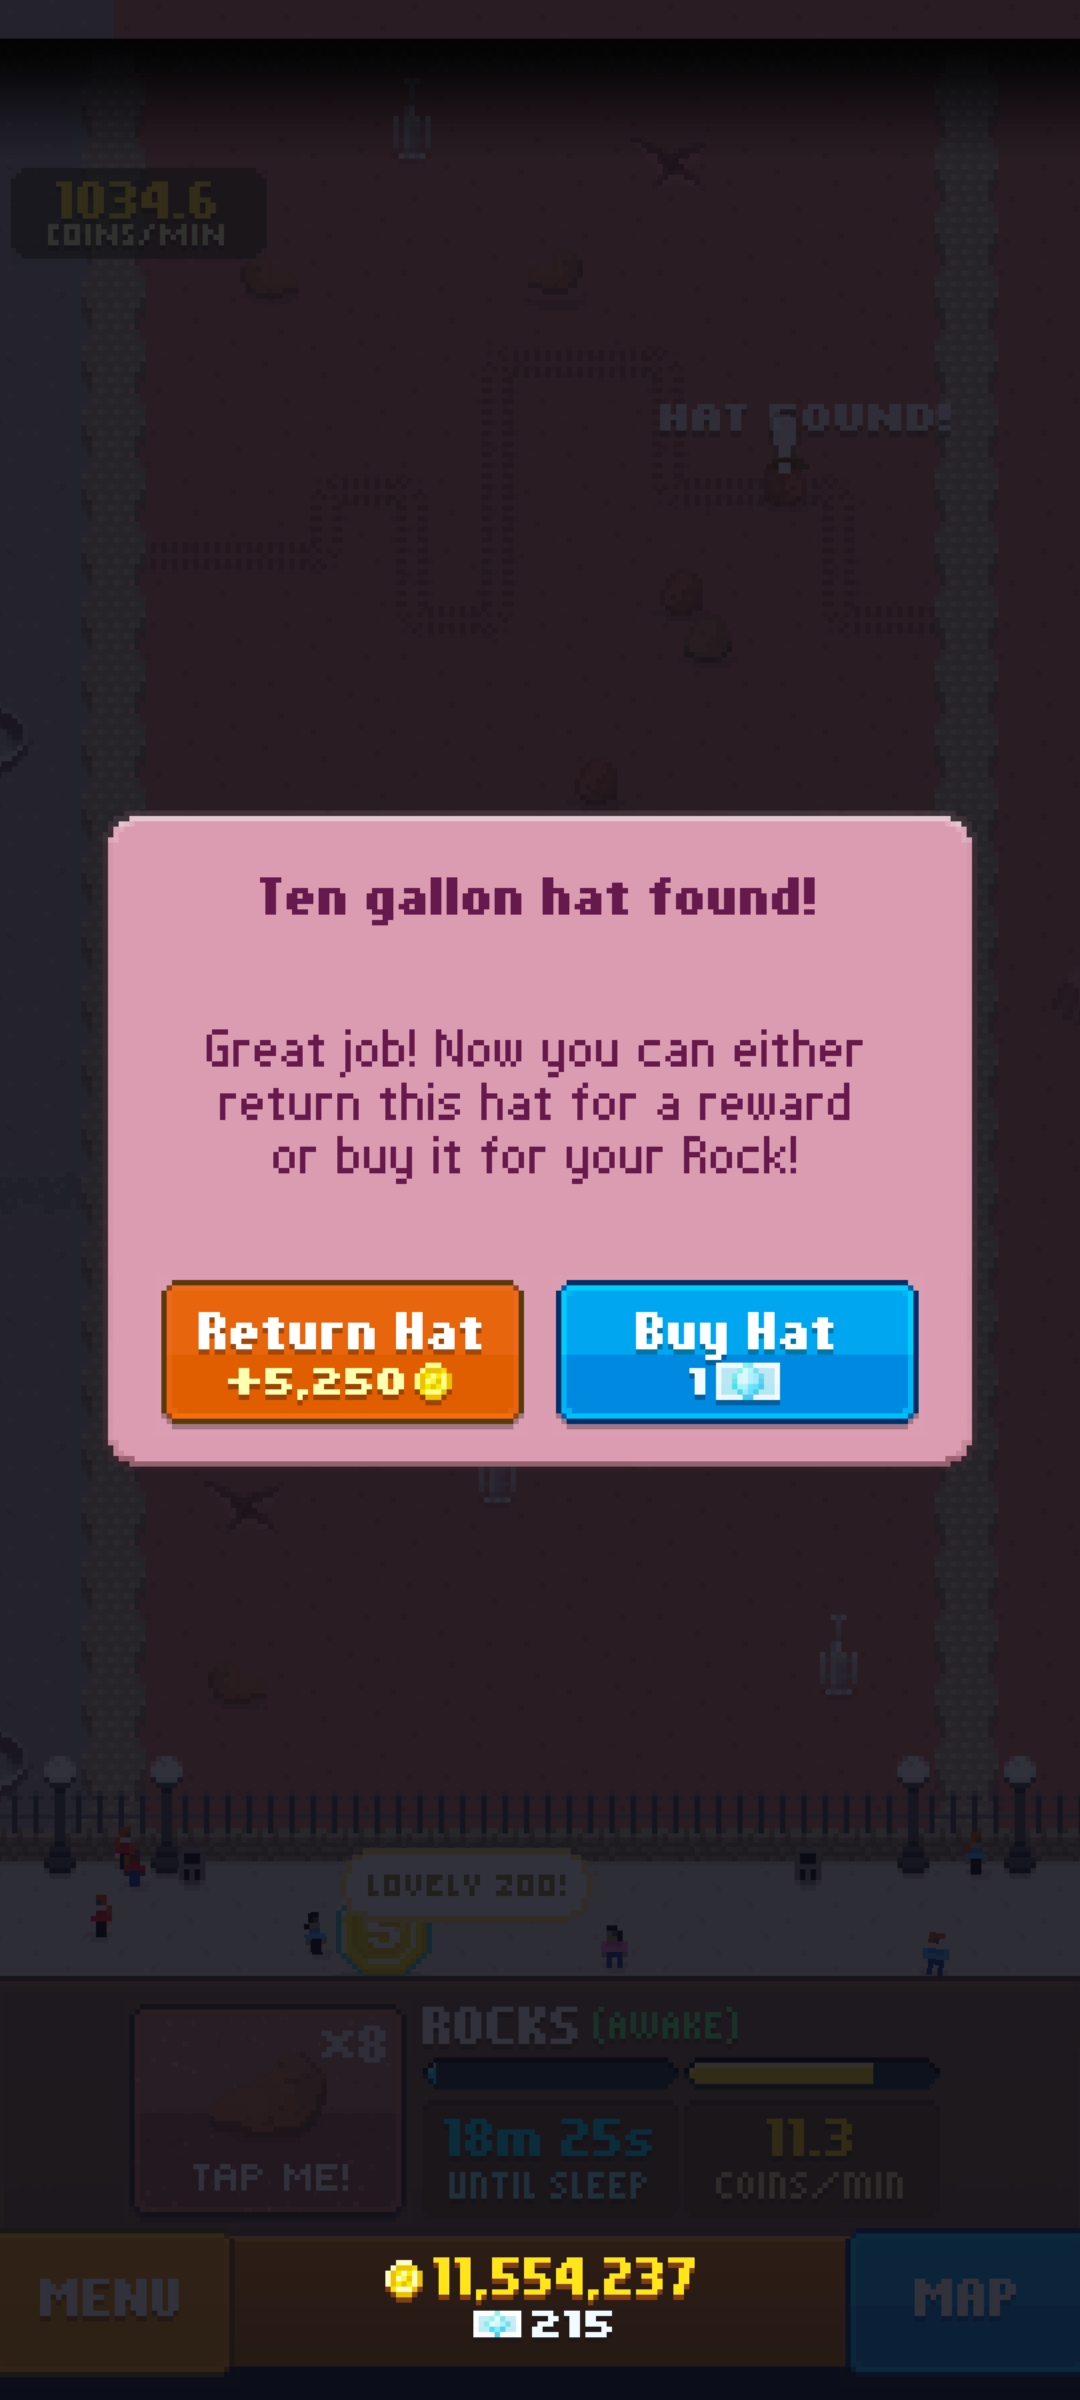 1034.6
COINS/MIN
HAT FOUND!
Ten gallon hat found!
Great job! Now you can either
return this hat for a reward
or buy it for your Rock!
Return Hat
+5,250
Buy Hat
1
LOVELY ZOO!
5
x8
TAP ME!
ROCKS (AWAKE)
18m 25s
UNTIL SLEEP
11.3
COINS/MIN
MENU
11,554,237
215
MAP